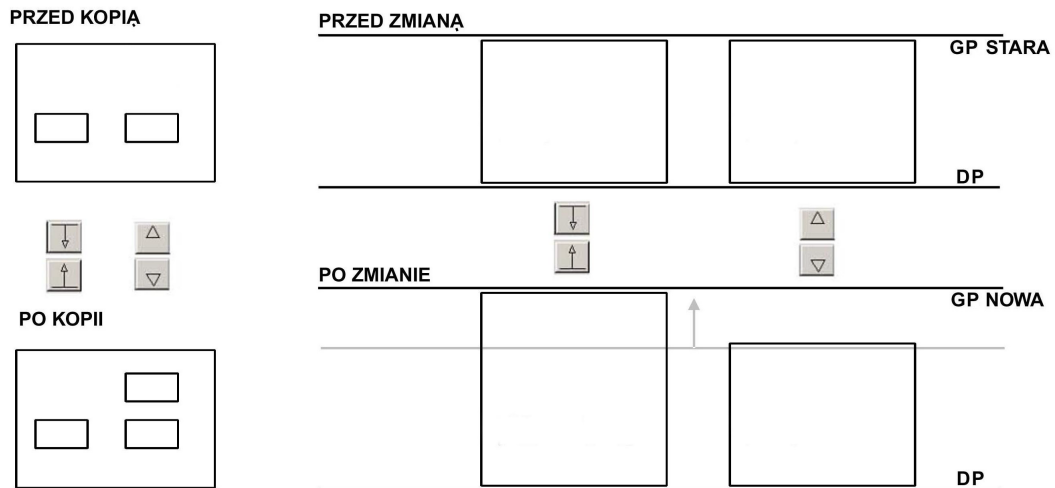 PRZED KOPIĄ
PRZED ZMIANĄ
GP STARA
DP
PO ZMIANIE
GP NOWA
PO KOPII
DP